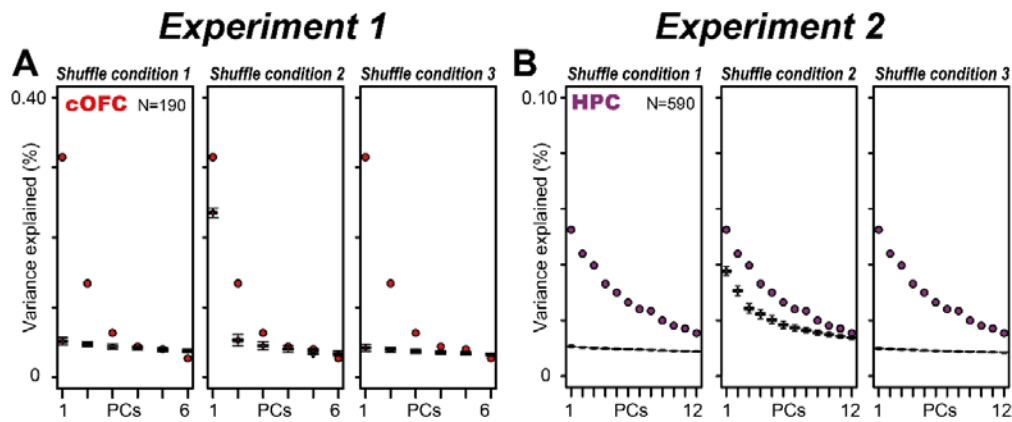 Experiment 1
Experiment 2
A
Shuffle condition 1
Shuffle condition 2
Shuffle condition 3
B
Shuffle condition 1
Shuffle condition 2
Shuffle condition 3
0.40
cOFC N=190
0.10
HPC N=590
Variance explained (%)
Variance explained (%)
0
0
1 PCs 6
1 PCs 6
1 PCs 6
1 PCs 12
1 PCs 12
1 PCs 12